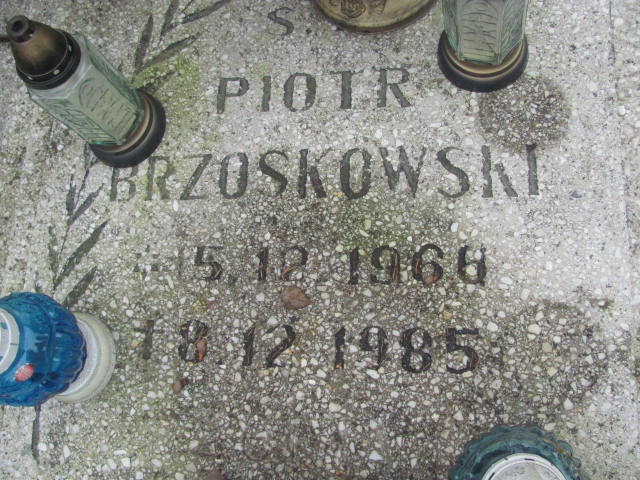 S
PIOTR
BRZOSKOWSKI
* 15.12.1968
† 8.12.1985